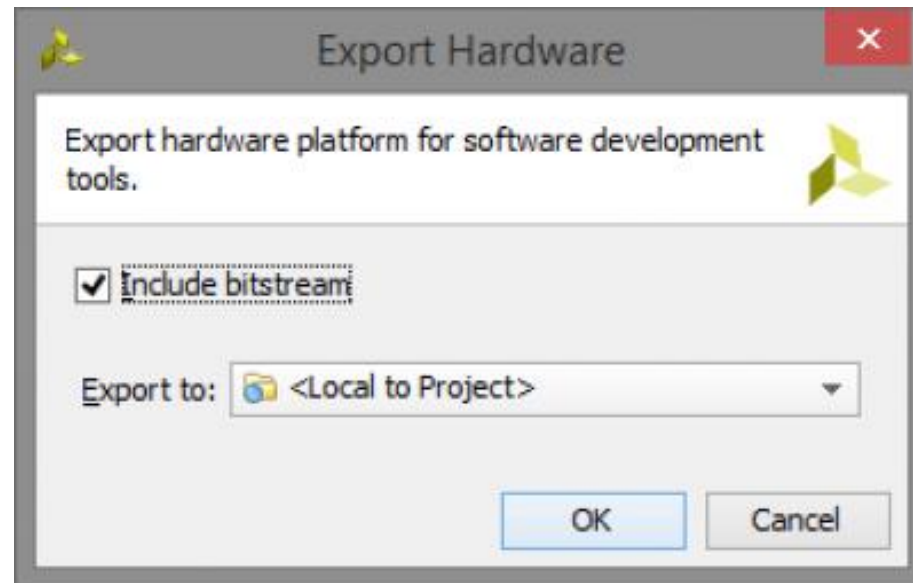 Export Hardware
Export hardware platform for software development
tools.
Include bitstream
Export to: <Local to Project>
OK Cancel